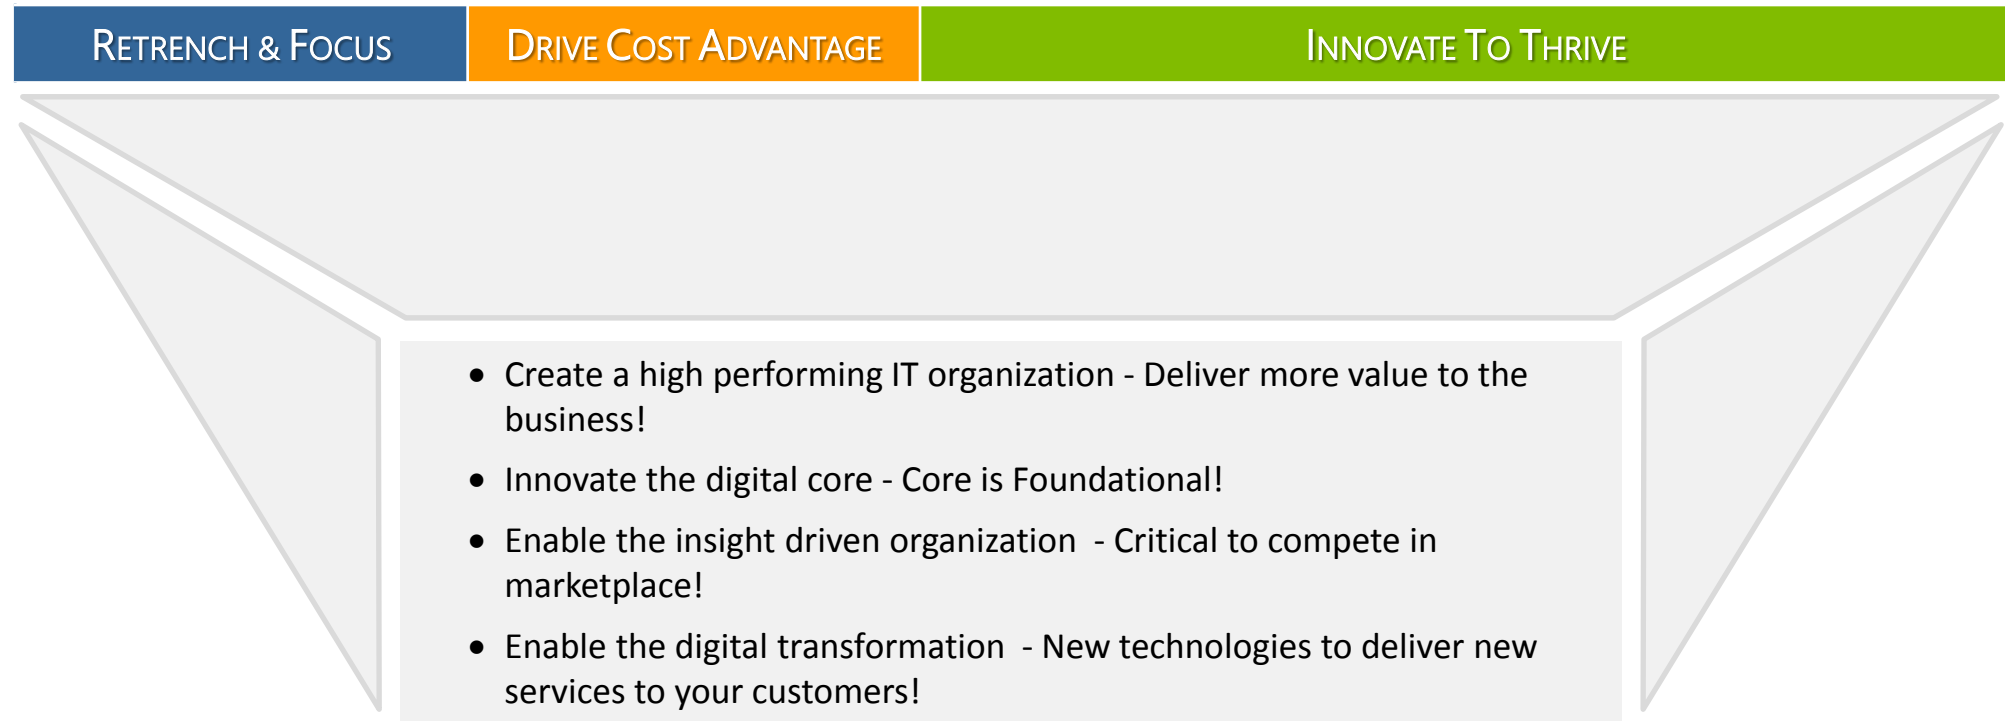 RETRENCH & FOCUS
DRIVE COST ADVANTAGE
INNOVATE TO THRIVE
• Create a high performing IT organization - Deliver more value to the
business!
• Innovate the digital core - Core is Foundational!
• Enable the insight driven organization  - Critical to compete in
marketplace!
• Enable the digital transformation  - New technologies to deliver new
services to your customers!